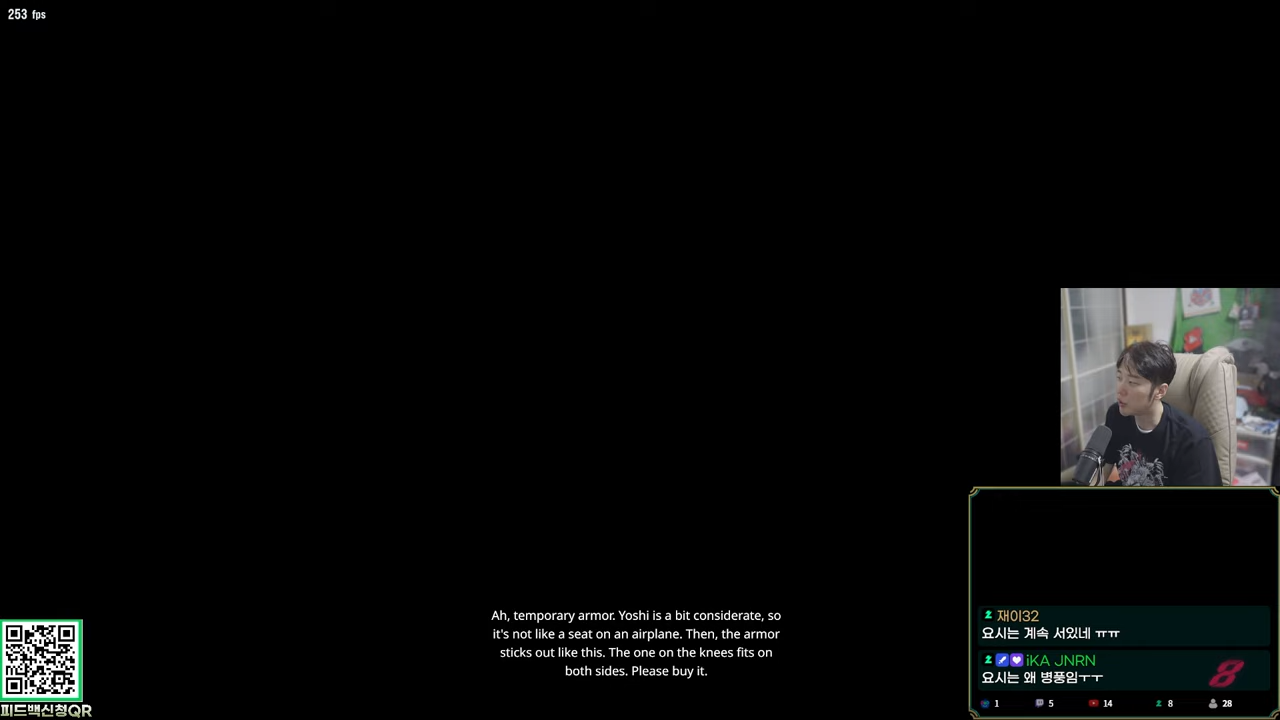 253 fps
Ah, temporary armor. Yoshi is a bit considerate, so
it's not like a seat on an airplane. Then, the armor
sticks out like this. The one on the knees fits on
both sides. Please buy it.
재이32
요시는 계속 서있네 ㅠㅠ
iKA JNRN
요시는 왜 병풍임ㅜㅜ
8
1 5 14 8 28
피드백신청QR